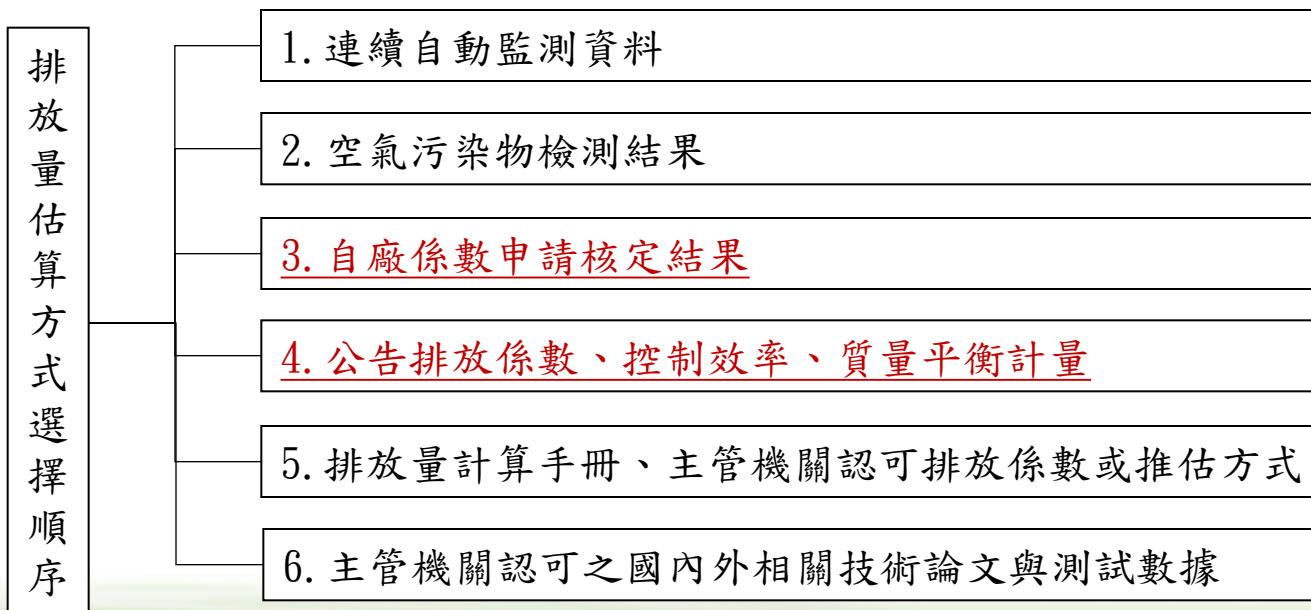 排放量估算方式選擇順序
1. 連續自動監測資料
2. 空氣污染物檢測結果
3. 自廠係數申請核定結果
4. 公告排放係數、控制效率、質量平衡計量
5. 排放量計算手冊、主管機關認可排放係數或推估方式
6. 主管機關認可之國內外相關技術論文與測試數據